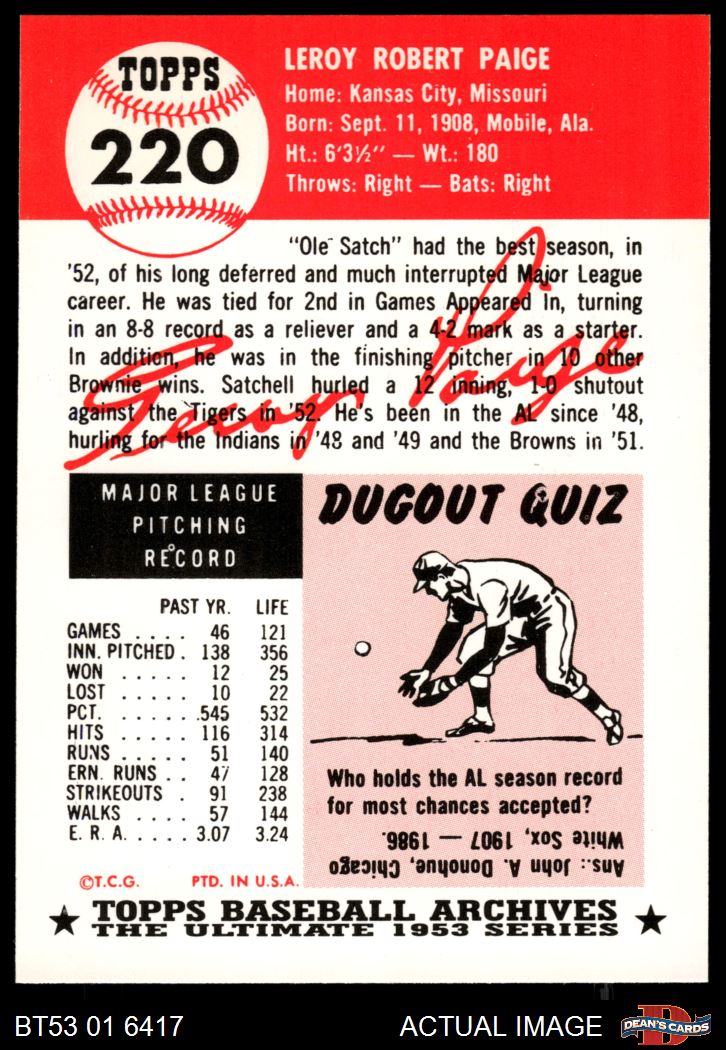 TOPPS
220
LEROY ROBERT PAIGE
Home: Kansas City, Missouri
Born: Sept. 11, 1908, Mobile, Ala.
Ht.: 6'3½" — Wt.: 180
Throws: Right — Bats: Right
"Ole Satch" had the best season, in
'52, of his long deferred and much interrupted Major League
career. He was tied for 2nd in Games Appeared In, turning
in an 8-8 record as a reliever and a 4-2 mark as a starter.
In addition, he was in the finishing pitcher in 10 other
Brownie wins. Satchell hurled a 12 inning, 1-0 shutout
against the Tigers in '52. He's been in the AL since '48,
hurling for the Indians in '48 and '49 and the Browns in '51.
Leroy Paige
MAJOR LEAGUE
PITCHING
RECORD
PAST YR. LIFE
GAMES .... 46 121
INN. PITCHED. 138 356
WON ..... 12 25
LOST ..... 10 22
PCT. ......545 532
HITS ..... 116 314
RUNS ..... 51 140
ERN. RUNS .. 47 128
STRIKEOUTS . 91 238
WALKS .... 57 144
E. R. A. .... 3.07 3.24
©T.C.G. PTD. IN U.S.A.
DUGOUT QUIZ
Who holds the AL season record
for most chances accepted?
Ans.: John A. Donohue, Chicago
White Sox, 1907 — 1986.
TOPPS BASEBALL ARCHIVES
THE ULTIMATE 1953 SERIES
BT53 01 6417
ACTUAL IMAGE
D
DEAN'S CARDS